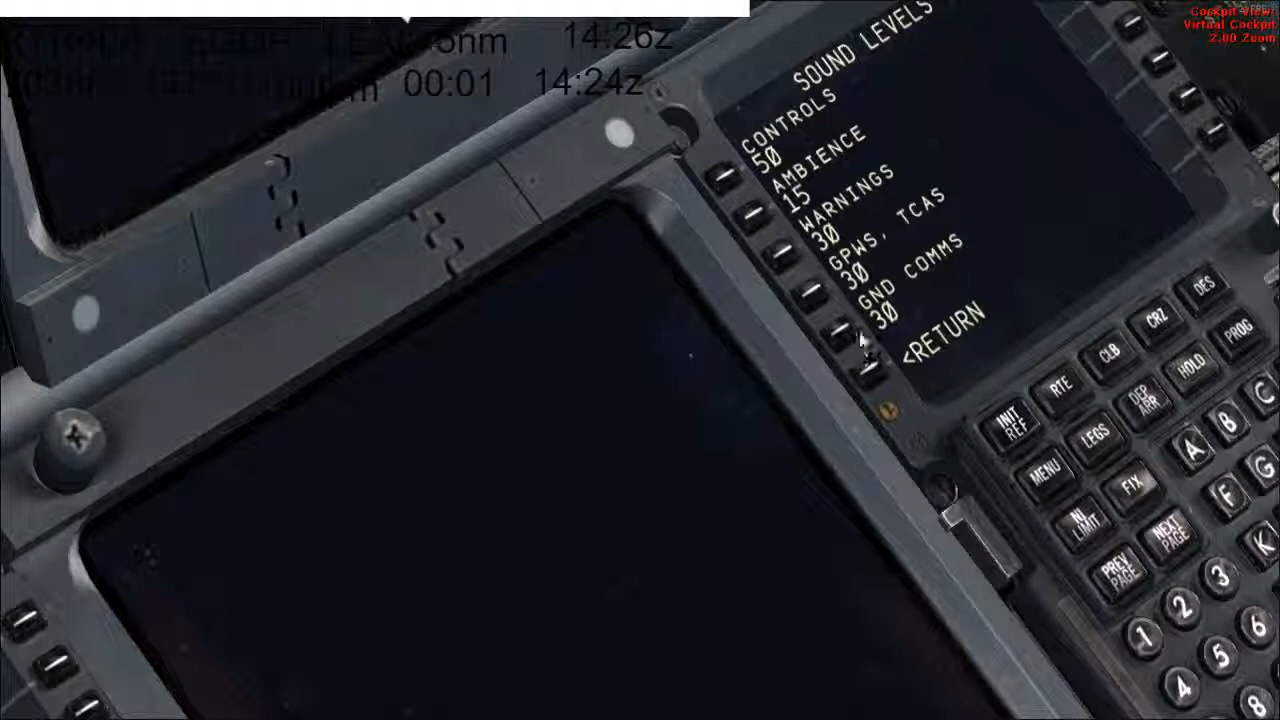 Cockpit View:
Virtual Cockpit
2.00 Zoom
14:26z
00:01 14:24z
SOUND LEVELS
CONTROLS
50
AMBIENCE
15
WARNINGS
30
GPWS, TCAS
30
GND COMMS
30
<RETURN
INIT REF
RTE
CLB
CRZ
DES
MENU
LEGS
DEP ARR
HOLD
PROG
N1 LIMIT
FIX
PREV PAGE
NEXT PAGE
A
B
C
F
G
K
1
2
3
4
5
6
8